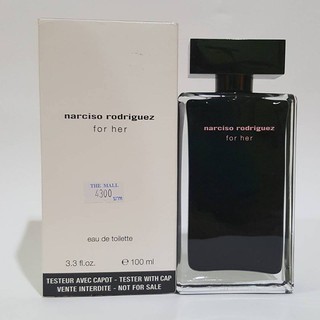 narciso rodriguez
for her
THE MALL
4300
eau de toilette
3.3 fl.oz. e 100 ml
TESTEUR AVEC CAPOT - TESTER WITH CAP
VENTE INTERDITE - NOT FOR SALE
narciso rodriguez
for her